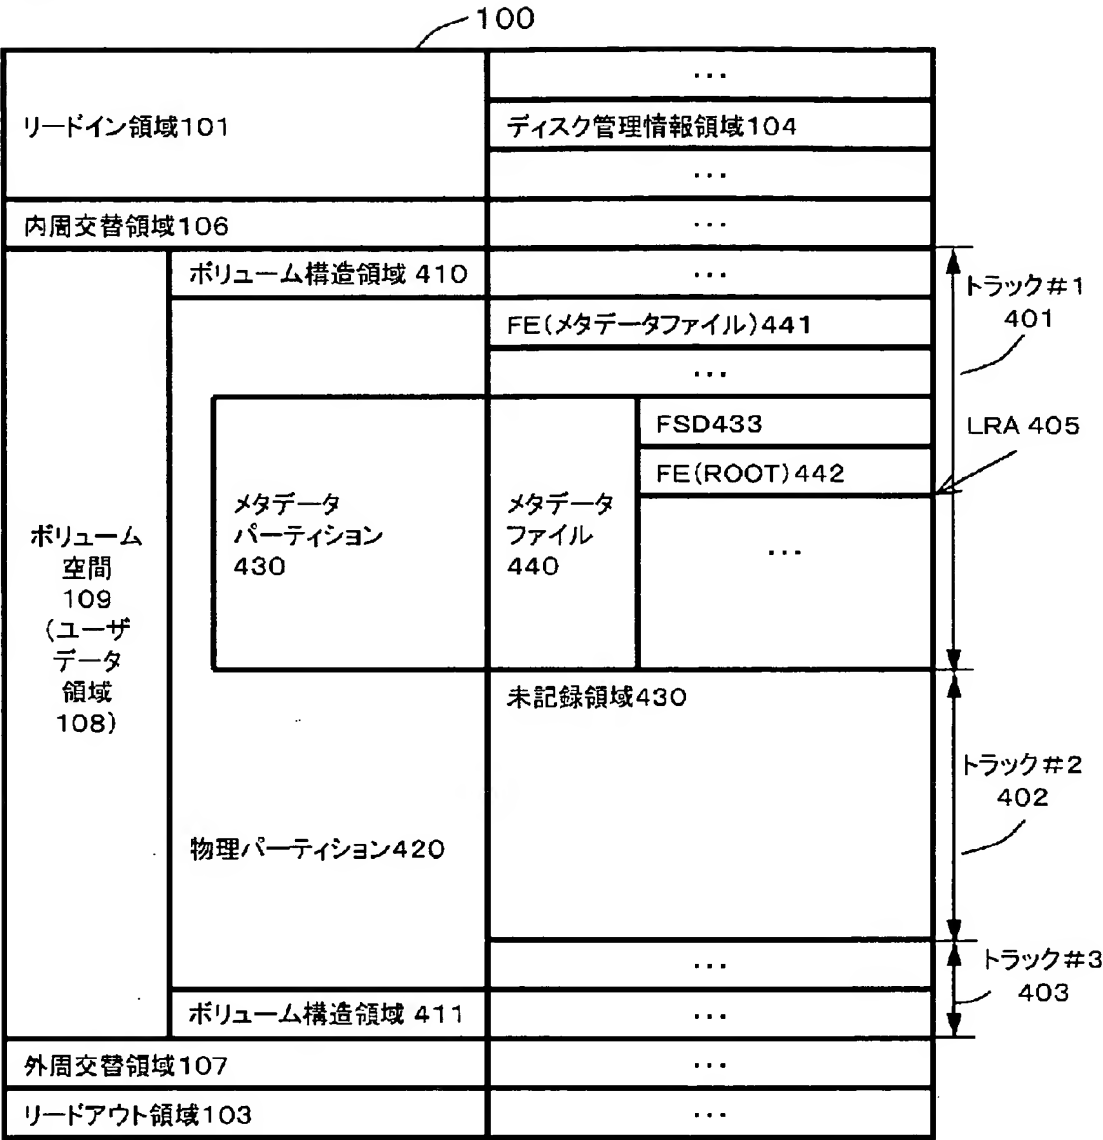 100
...
リードイン領域101
ディスク管理情報領域104
...
内周交替領域106
...
ボリューム構造領域 410
...
トラック#1
401
FE(メタデータファイル)441
...
FSD433
LRA 405
FE(ROOT)442
メタデータ
パーティション
430
メタデータ
ファイル
440
...
ボリューム
空間
109
(ユーザ
データ
領域
108)
未記録領域430
トラック#2
402
物理パーティション420
...
トラック#3
403
ボリューム構造領域 411
...
外周交替領域107
...
リードアウト領域103
...